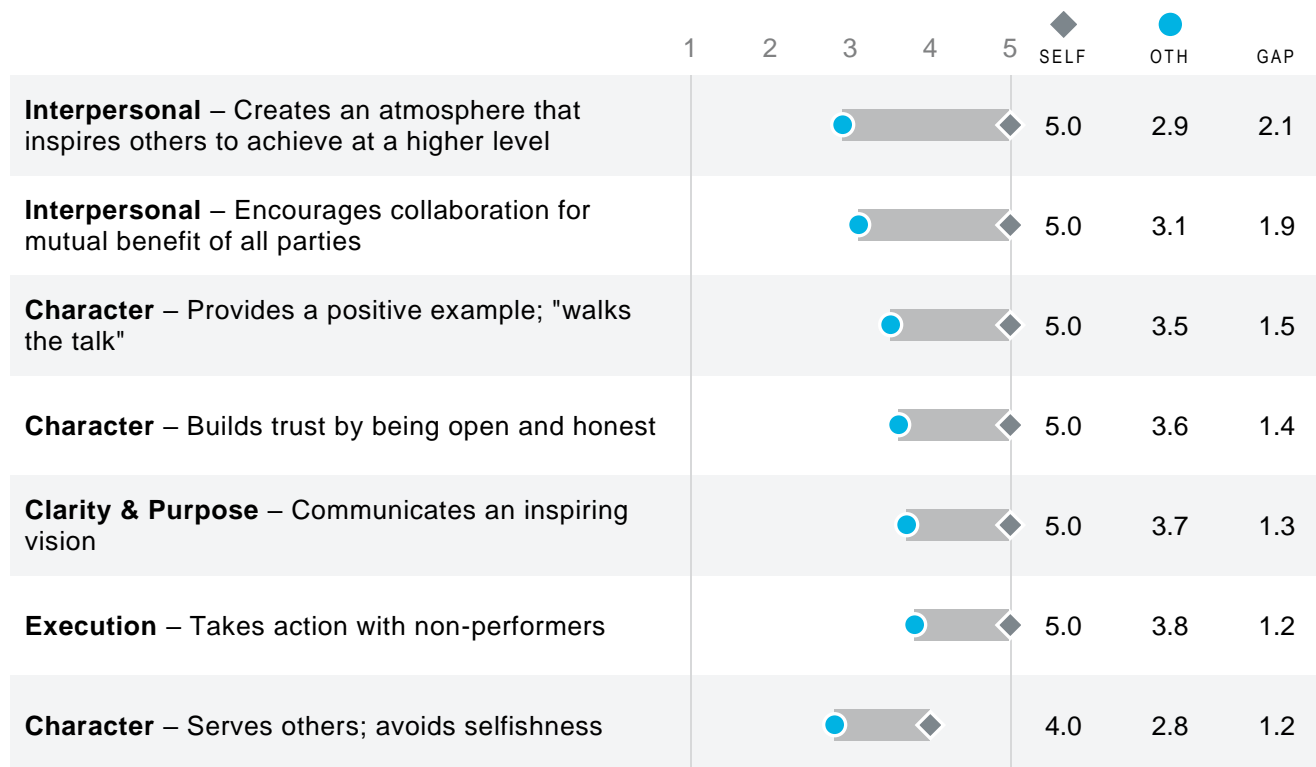 1 2 3 4 5 SELF OTH GAP
Interpersonal – Creates an atmosphere that
inspires others to achieve at a higher level
5.0 2.9 2.1
Interpersonal – Encourages collaboration for
mutual benefit of all parties
5.0 3.1 1.9
Character – Provides a positive example; "walks
the talk"
5.0 3.5 1.5
Character – Builds trust by being open and honest 5.0 3.6 1.4
Clarity & Purpose – Communicates an inspiring
vision
5.0 3.7 1.3
Execution – Takes action with non-performers 5.0 3.8 1.2
Character – Serves others; avoids selfishness 4.0 2.8 1.2